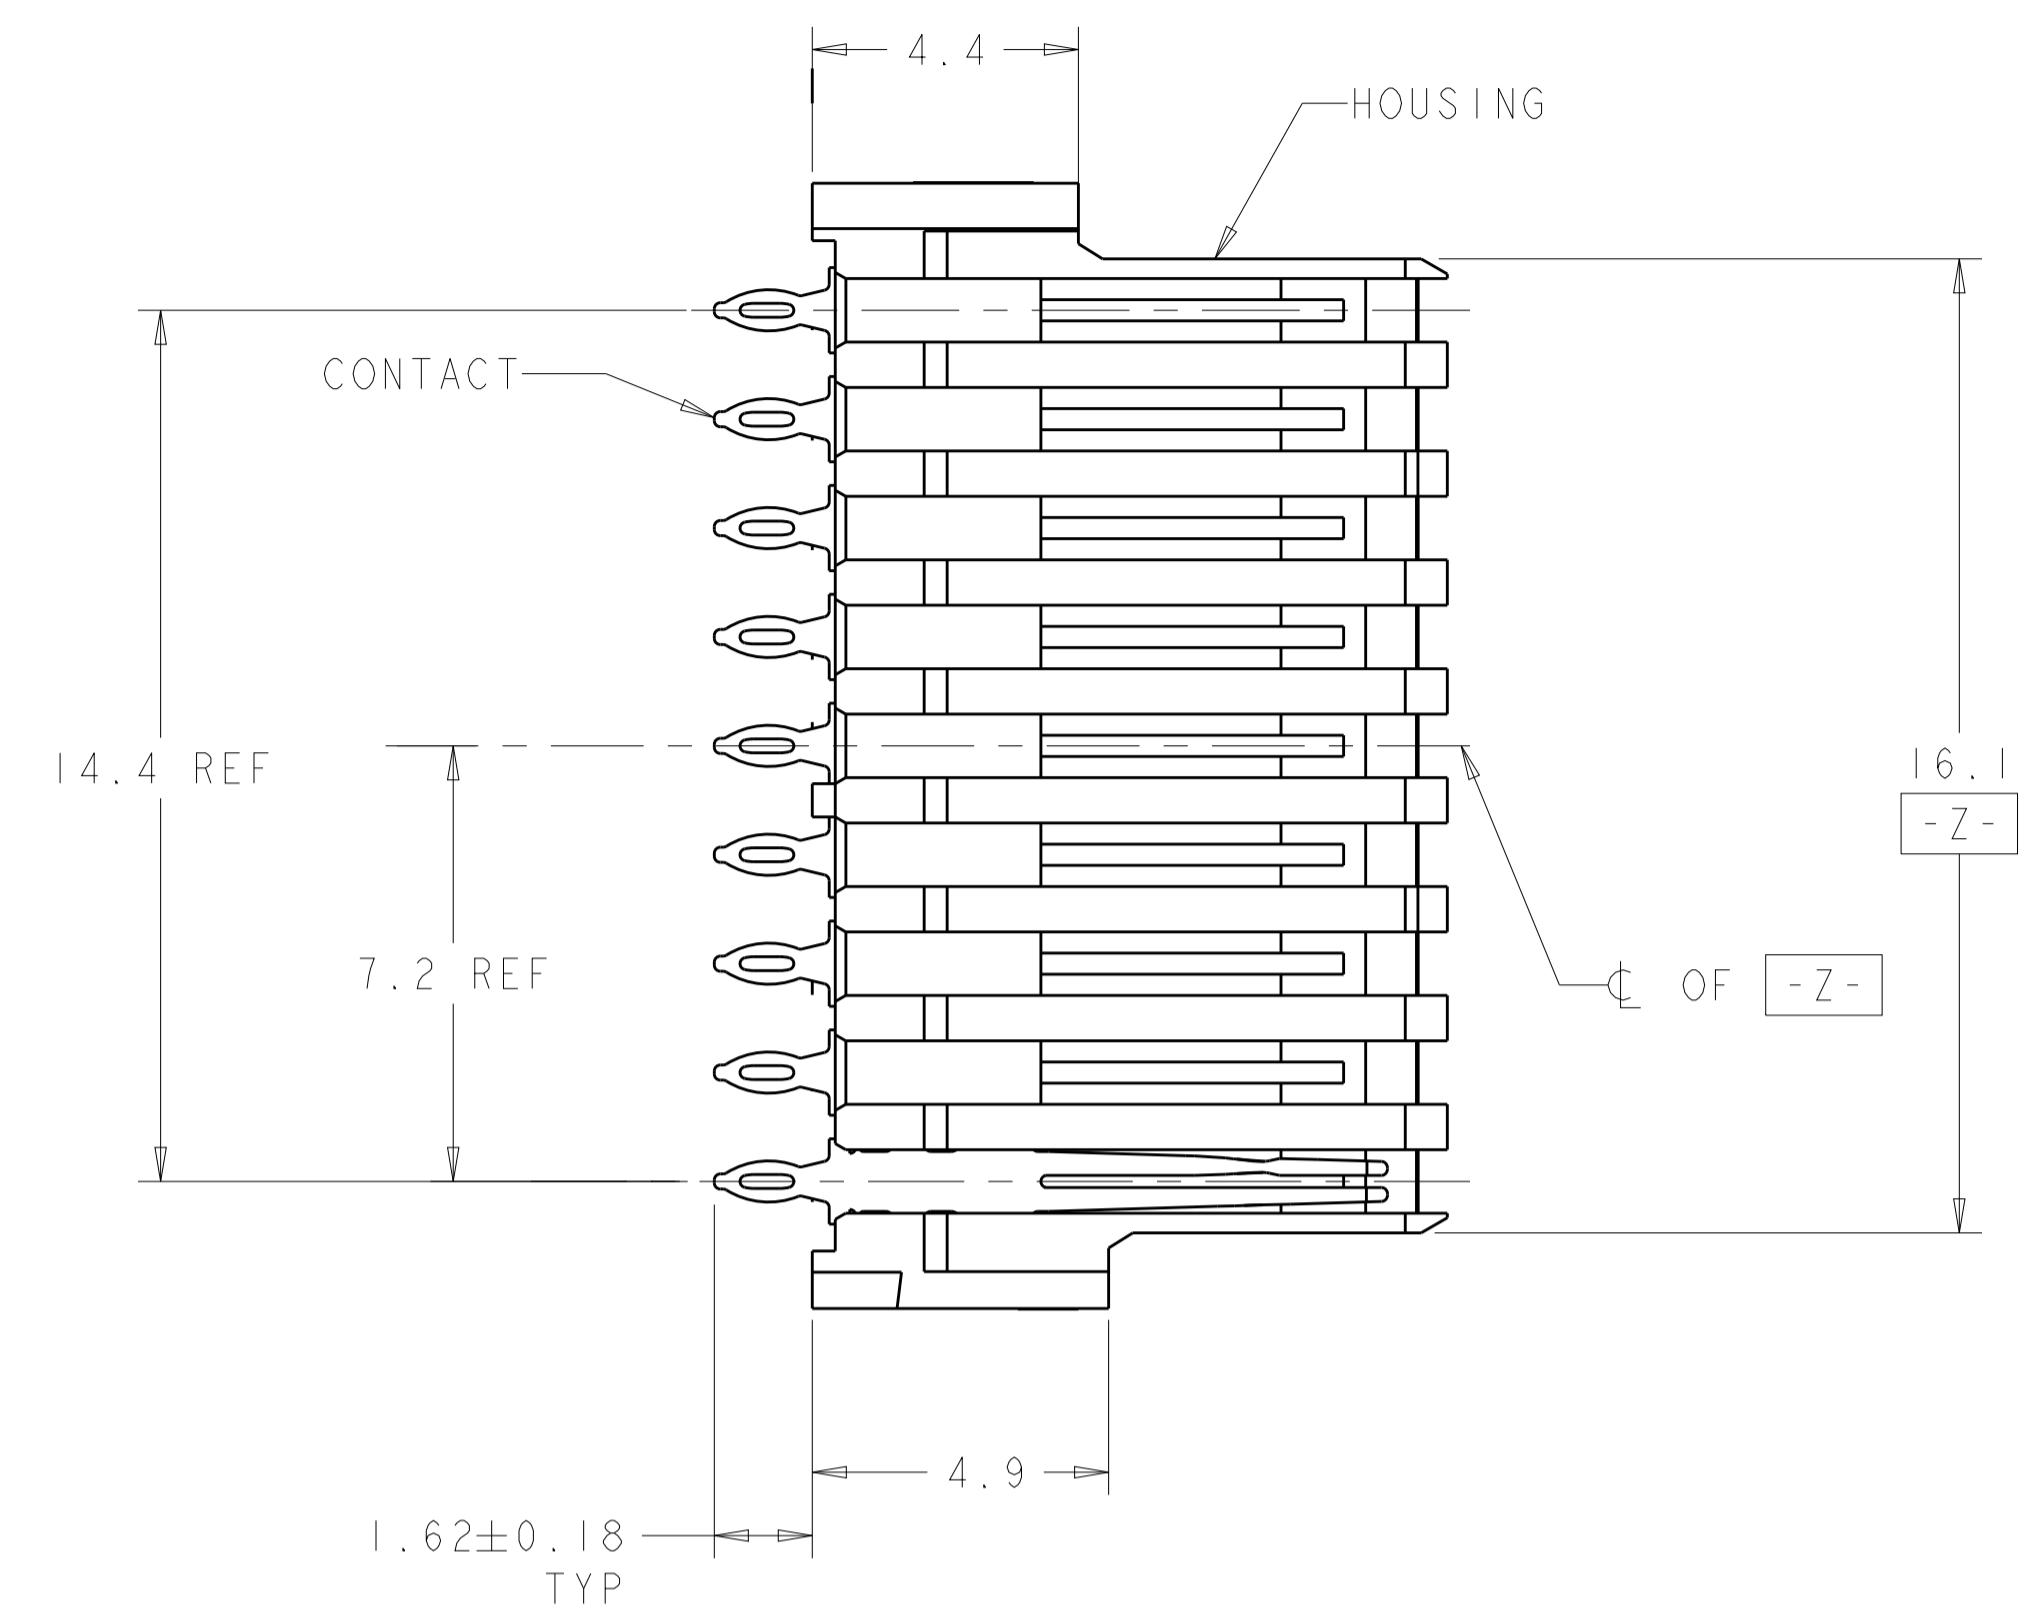 4.4
HOUSING
CONTACT
14.4 REF
16.1
-Z-
7.2 REF
℄ OF -Z-
4.9
1.62±0.18
TYP